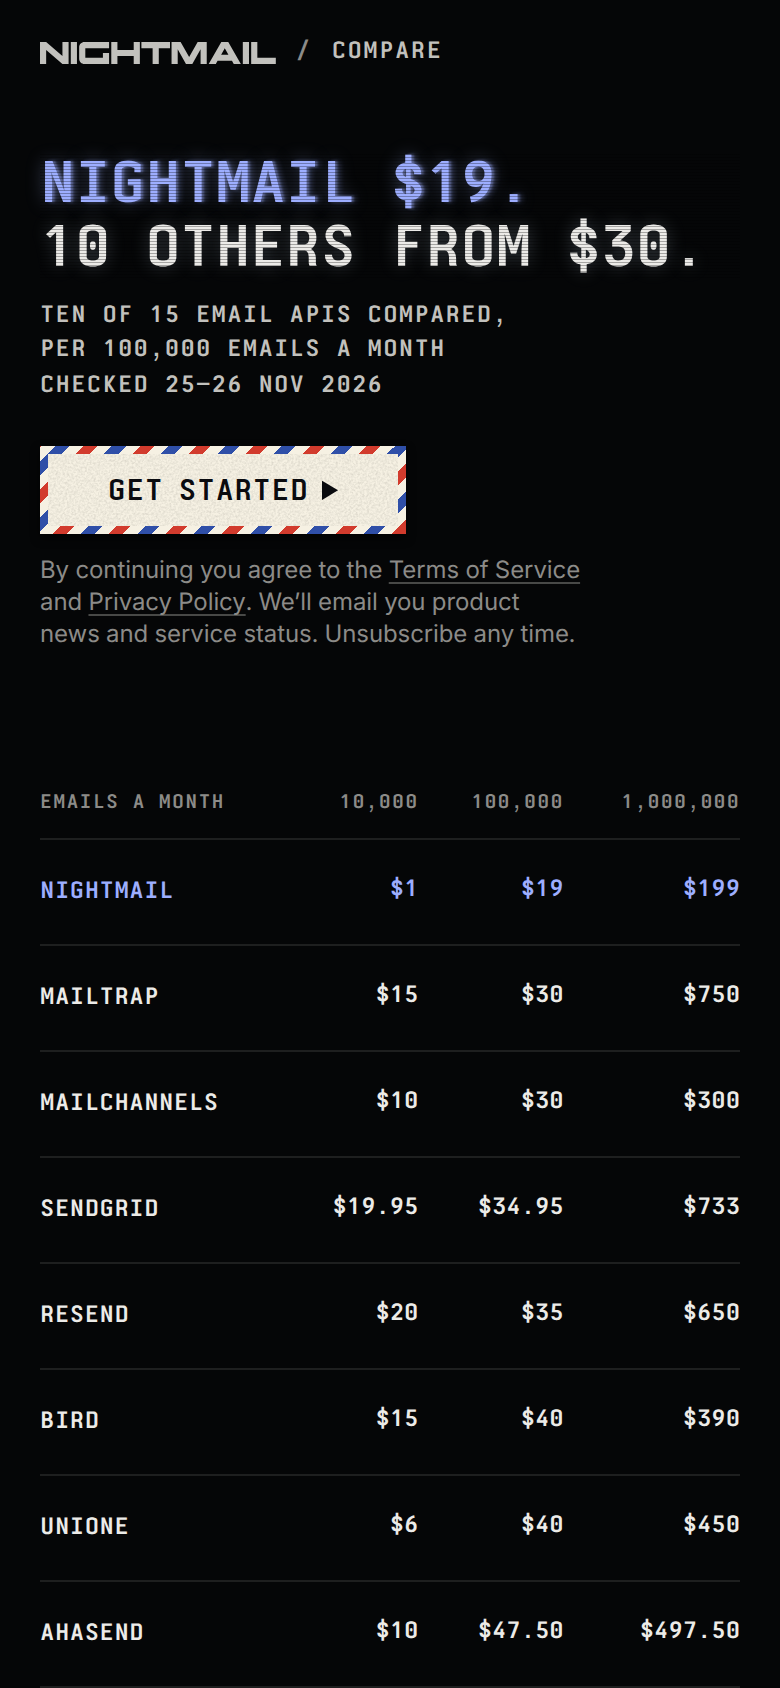 NIGHTMAIL / COMPARE
NIGHTMAIL $19.
10 OTHERS FROM $30.
TEN OF 15 EMAIL APIS COMPARED,
PER 100,000 EMAILS A MONTH
CHECKED 25–26 NOV 2026
GET STARTED ▶
By continuing you agree to the Terms of Service
and Privacy Policy. We’ll email you product
news and service status. Unsubscribe any time.
EMAILS A MONTH 10,000 100,000 1,000,000
NIGHTMAIL $1 $19 $199
MAILTRAP $15 $30 $750
MAILCHANNELS $10 $30 $300
SENDGRID $19.95 $34.95 $733
RESEND $20 $35 $650
BIRD $15 $40 $390
UNIONE $6 $40 $450
AHASEND $10 $47.50 $497.50